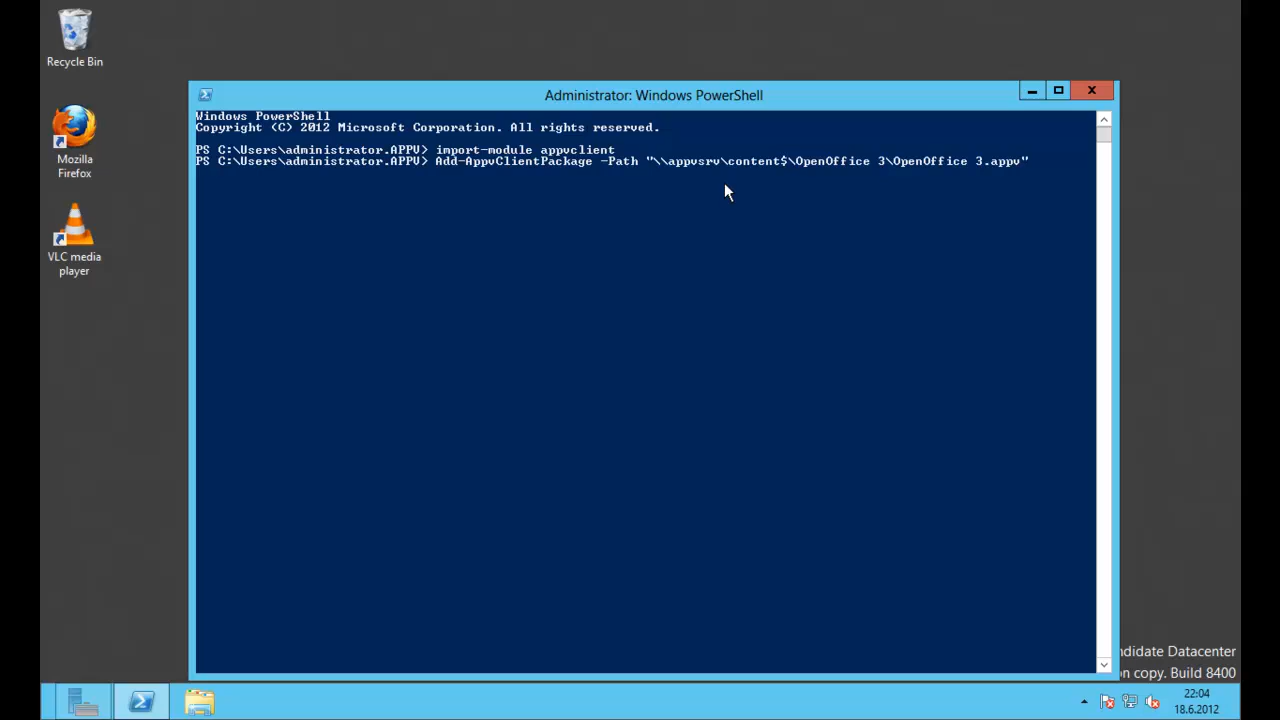 Recycle Bin
Mozilla
Firefox
VLC media
player
Administrator: Windows PowerShell
Windows PowerShell
Copyright (C) 2012 Microsoft Corporation. All rights reserved.
PS C:\Users\administrator.APPV> import-module appvclient
PS C:\Users\administrator.APPV> Add-AppvClientPackage -Path "\\appvsrv\content$\OpenOffice 3\OpenOffice 3.appv"
ndidate Datacenter
n copy. Build 8400
22:04
18.6.2012